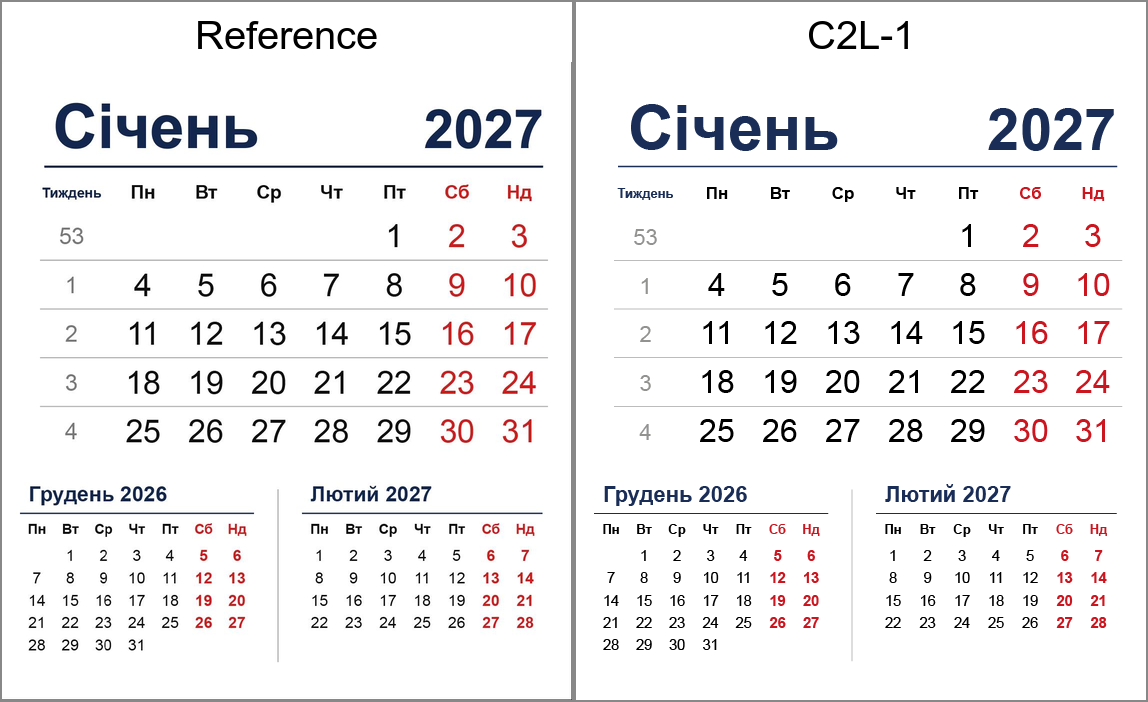 Reference
Січень 2027
Тиждень Пн Вт Ср Чт Пт Сб Нд
53 1 2 3
1 4 5 6 7 8 9 10
2 11 12 13 14 15 16 17
3 18 19 20 21 22 23 24
4 25 26 27 28 29 30 31
Грудень 2026
Пн Вт Ср Чт Пт Сб Нд
1 2 3 4 5 6
7 8 9 10 11 12 13
14 15 16 17 18 19 20
21 22 23 24 25 26 27
28 29 30 31
Лютий 2027
Пн Вт Ср Чт Пт Сб Нд
1 2 3 4 5 6 7
8 9 10 11 12 13 14
15 16 17 18 19 20 21
22 23 24 25 26 27 28
C2L-1
Січень 2027
Тиждень Пн Вт Ср Чт Пт Сб Нд
53 1 2 3
1 4 5 6 7 8 9 10
2 11 12 13 14 15 16 17
3 18 19 20 21 22 23 24
4 25 26 27 28 29 30 31
Грудень 2026
Пн Вт Ср Чт Пт Сб Нд
1 2 3 4 5 6
7 8 9 10 11 12 13
14 15 16 17 18 19 20
21 22 23 24 25 26 27
28 29 30 31
Лютий 2027
Пн Вт Ср Чт Пт Сб Нд
1 2 3 4 5 6 7
8 9 10 11 12 13 14
15 16 17 18 19 20 21
22 23 24 25 26 27 28